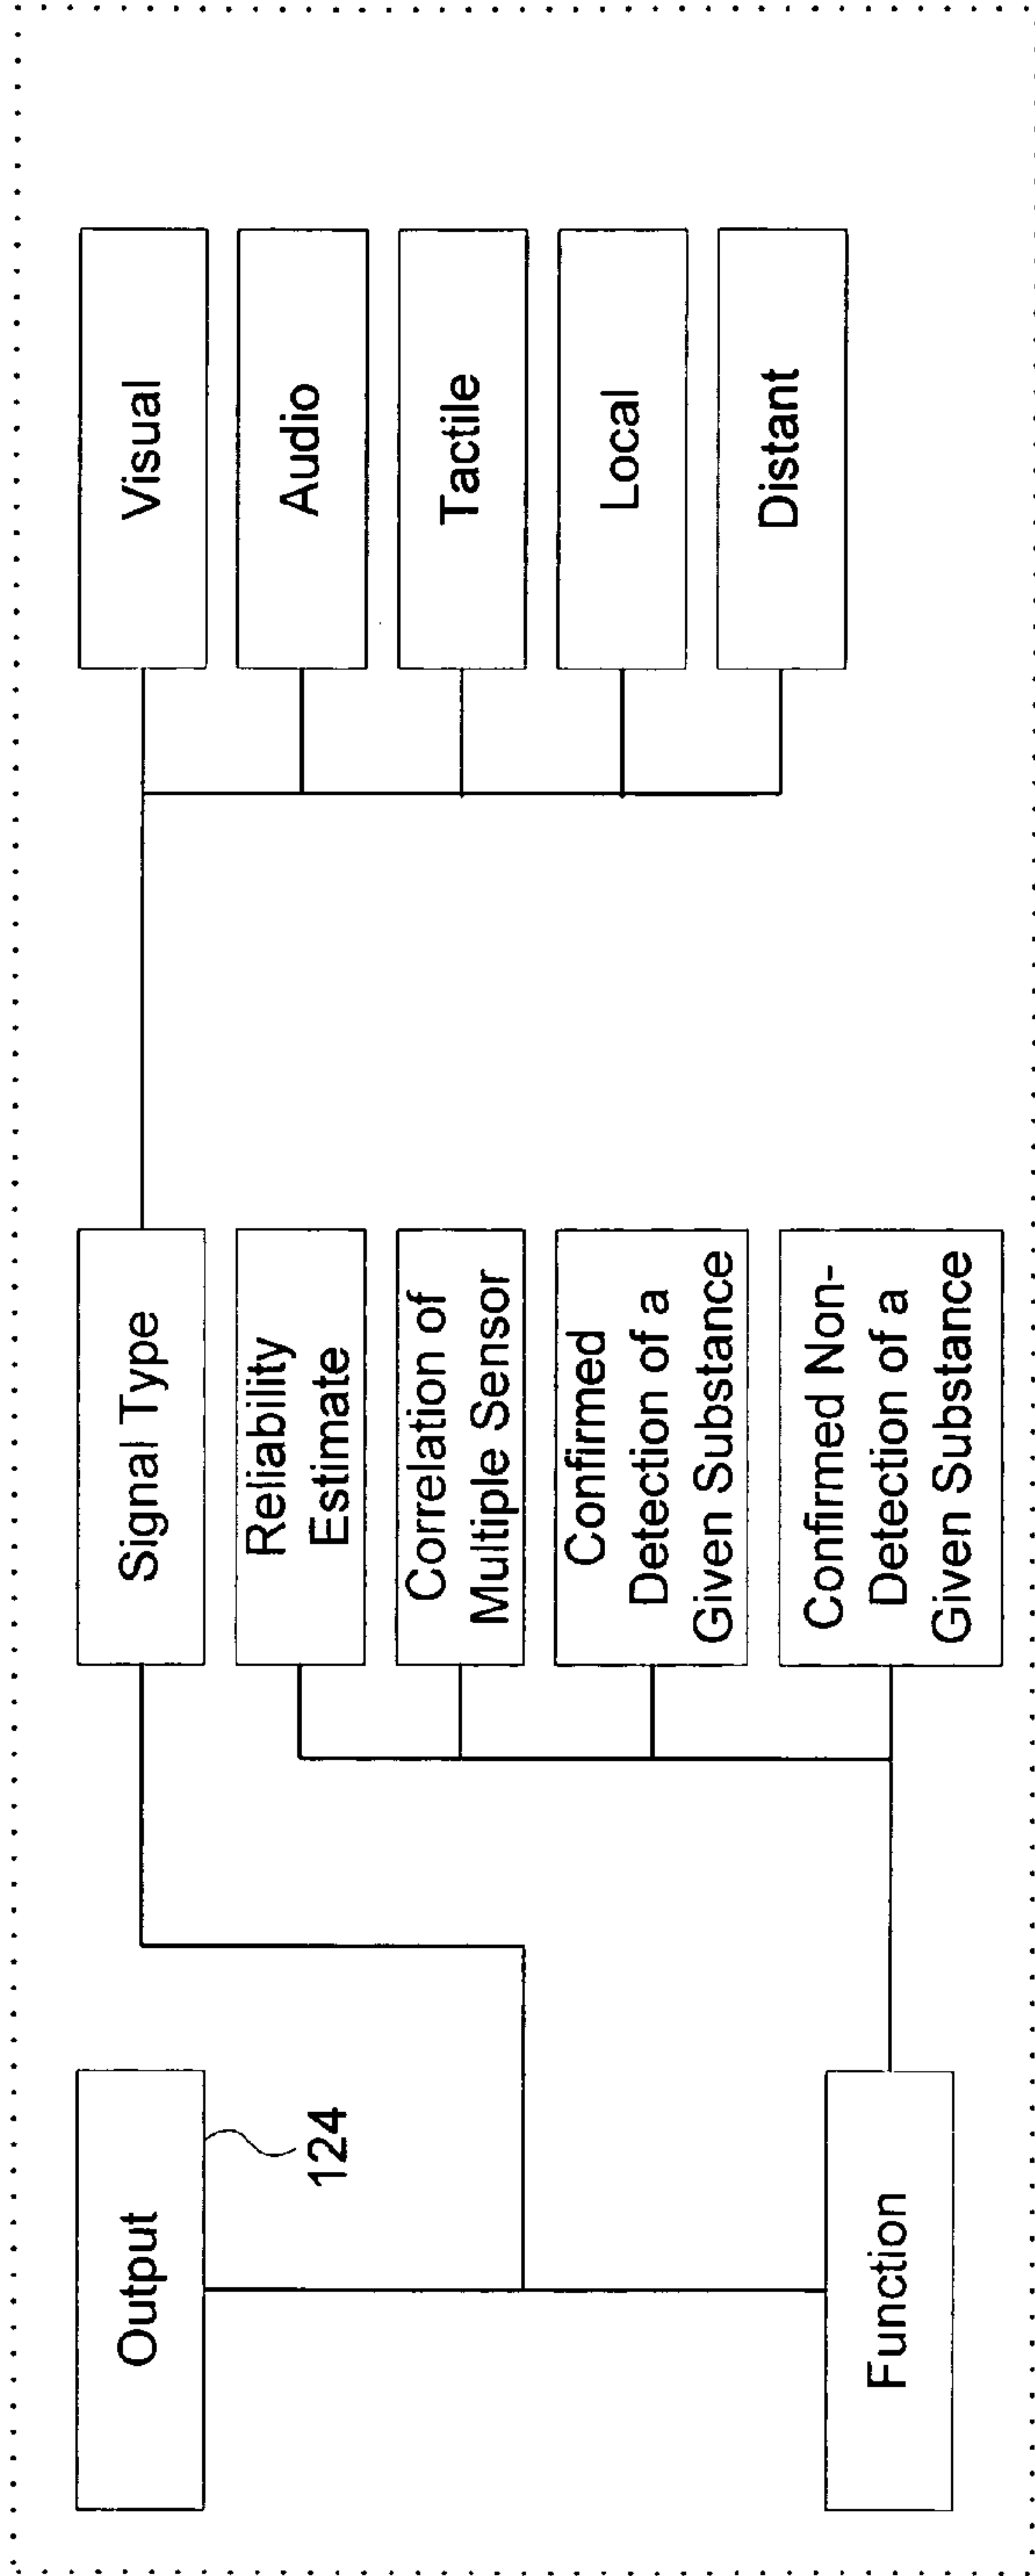 Output
124
Function
Signal Type
Reliability
Estimate
Correlation of
Multiple Sensor
Confirmed
Detection of a
Given Substance
Confirmed Non-
Detection of a
Given Substance
Visual
Audio
Tactile
Local
Distant